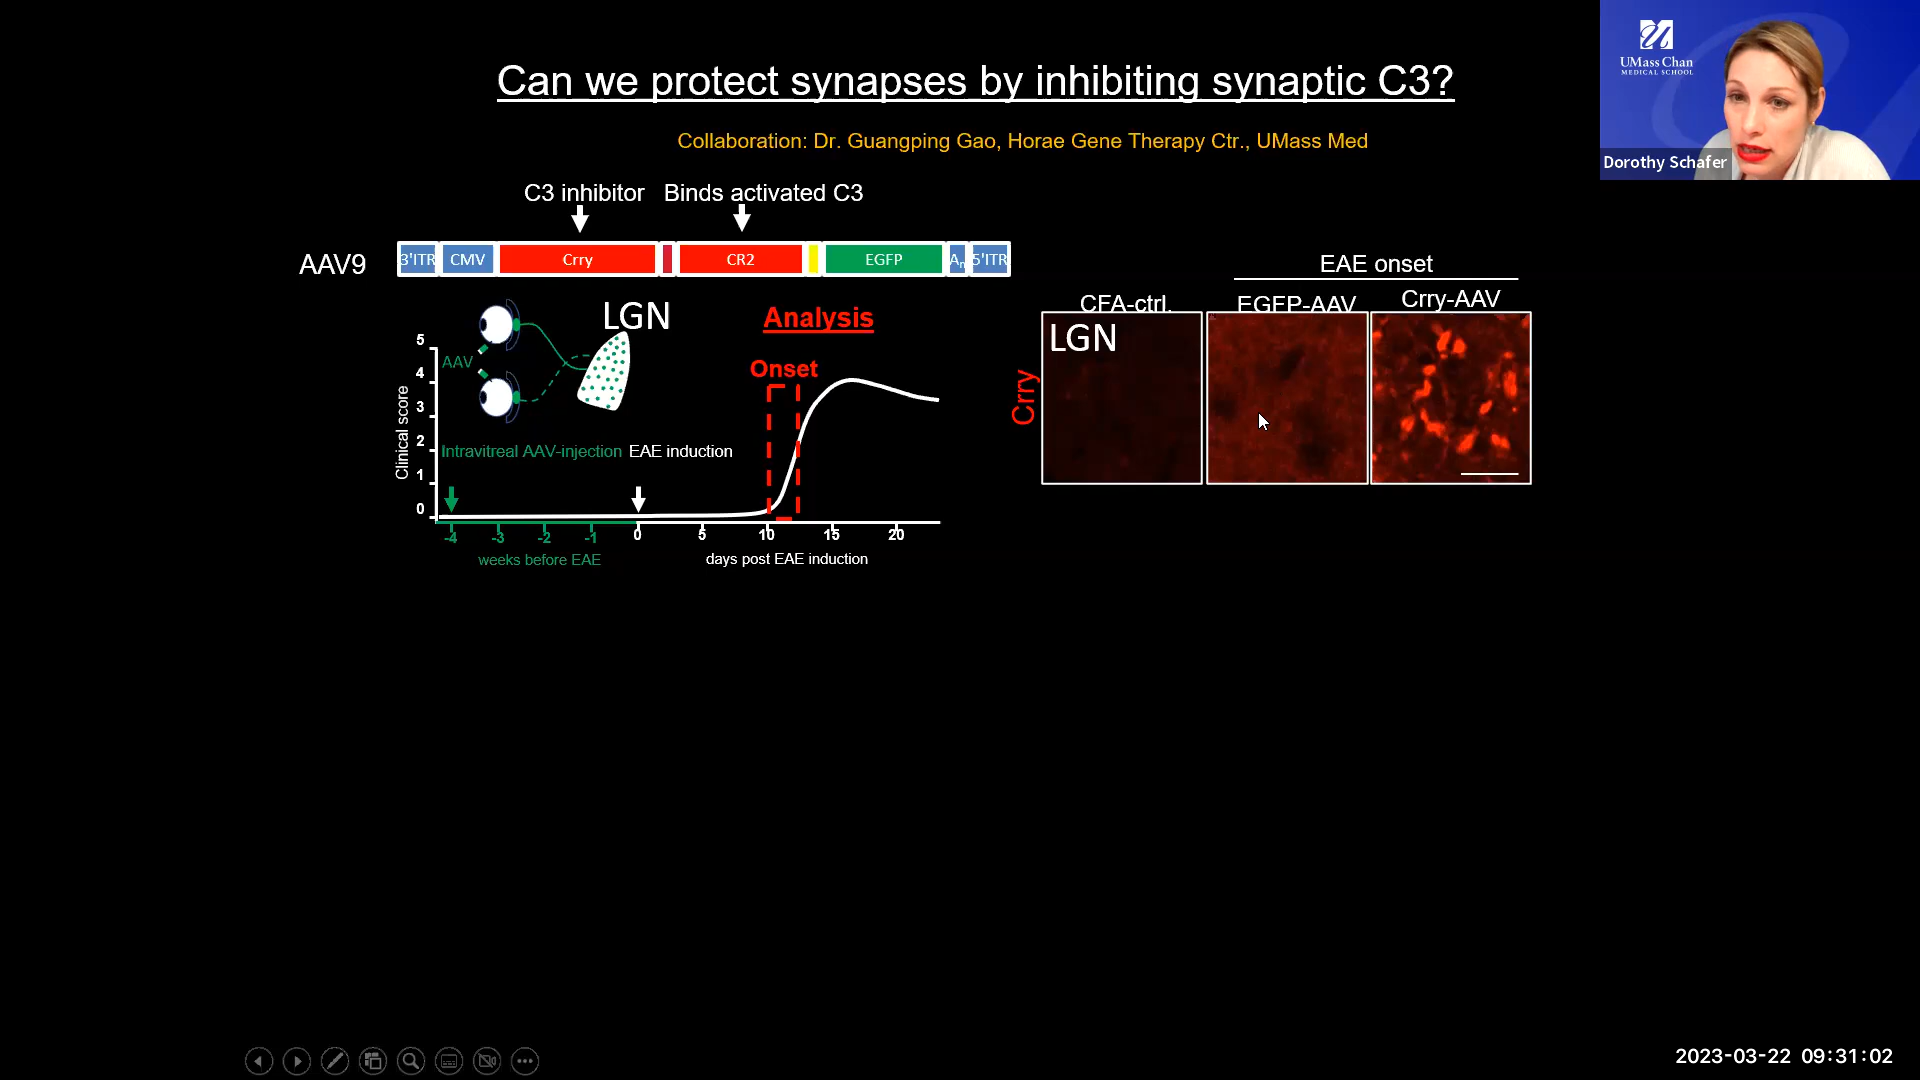 Can we protect synapses by inhibiting synaptic C3?
Collaboration: Dr. Guangping Gao, Horae Gene Therapy Ctr., UMass Med
UMass Chan
MEDICAL SCHOOL
Dorothy Schafer
C3 inhibitor
Binds activated C3
AAV9
3'ITR
CMV
Crry
CR2
EGFP
An
5'ITR
LGN
AAV
Analysis
Onset
Clinical score
5
4
3
2
1
0
Intravitreal AAV-injection
EAE induction
-4
-3
-2
-1
0
5
10
15
20
weeks before EAE
days post EAE induction
EAE onset
CFA-ctrl.
EGFP-AAV
Crry-AAV
LGN
Crry
2023-03-22 09:31:02